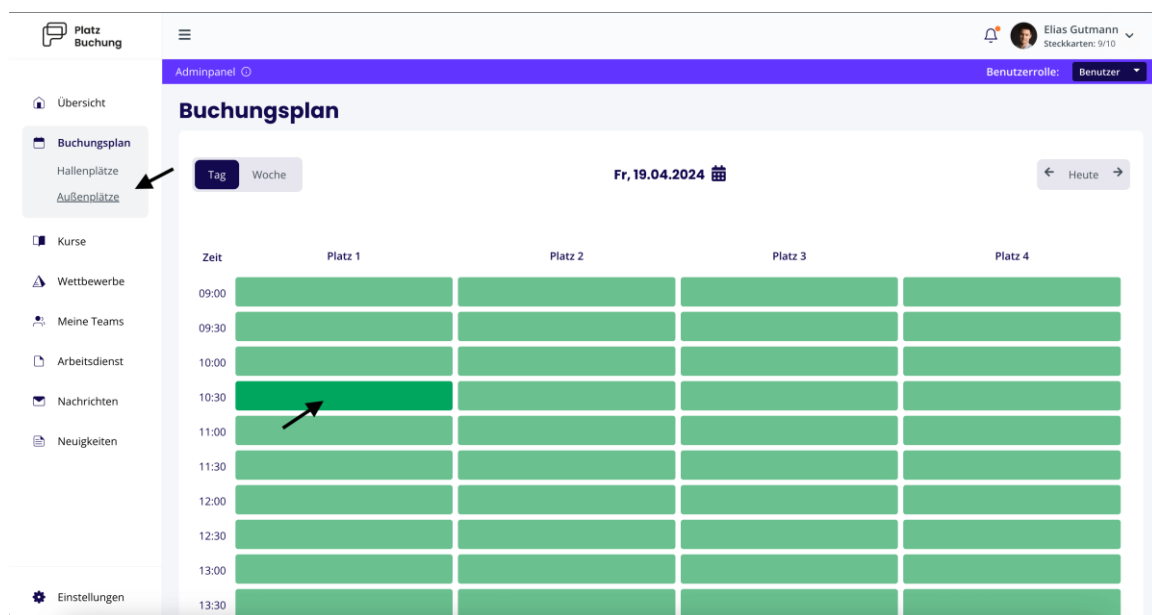 Platz
Buchung
Elias Gutmann
Steckkarten: 9/10
Adminpanel
Benutzerrolle: Benutzer
Übersicht
Buchungsplan
Hallenplätze
Außenplätze
Kurse
Wettbewerbe
Meine Teams
Arbeitsdienst
Nachrichten
Neuigkeiten
Einstellungen
Buchungsplan
Tag Woche Fr, 19.04.2024 Heute
Zeit Platz 1 Platz 2 Platz 3 Platz 4
09:00
09:30
10:00
10:30
11:00
11:30
12:00
12:30
13:00
13:30